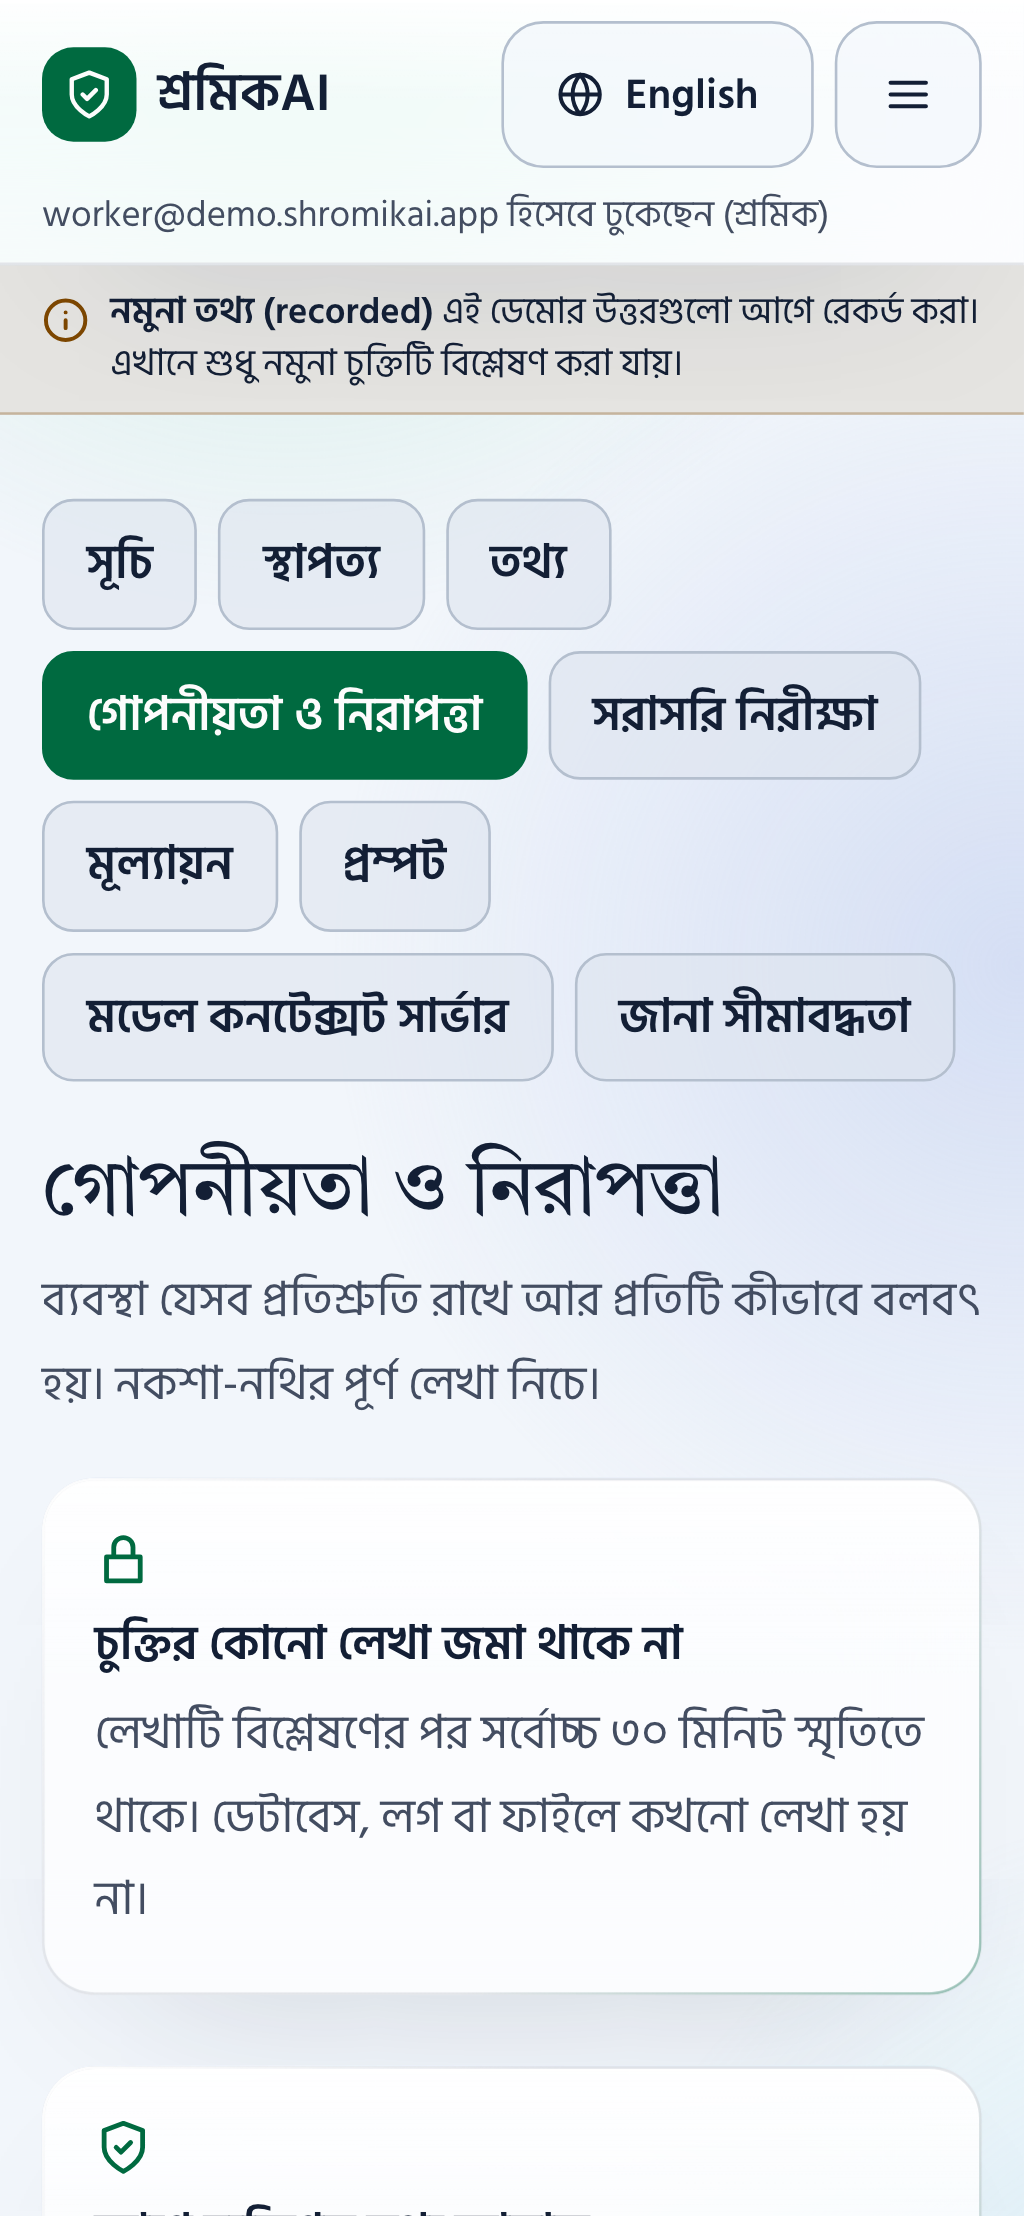 শ্রমিকAI
English
worker@demo.shromikai.app হিসেবে ঢুকেছেন (শ্রমিক)
নমুনা তথ্য (recorded) এই ডেমোর উত্তরগুলো আগে রেকর্ড করা।
এখানে শুধু নমুনা চুক্তিটি বিশ্লেষণ করা যায়।
সূচি স্থাপত্য তথ্য
গোপনীয়তা ও নিরাপত্তা সরাসরি নিরীক্ষা
মূল্যায়ন প্রম্পট
মডেল কনটেক্সট সার্ভার জানা সীমাবদ্ধতা
গোপনীয়তা ও নিরাপত্তা
ব্যবস্থা যেসব প্রতিশ্রুতি রাখে আর প্রতিটি কীভাবে বলবৎ
হয়। নকশা-নথির পূর্ণ লেখা নিচে।
চুক্তির কোনো লেখা জমা থাকে না
লেখাটি বিশ্লেষণের পর সর্বোচ্চ ৩০ মিনিট স্মৃতিতে
থাকে। ডেটাবেস, লগ বা ফাইলে কখনো লেখা হয়
না।